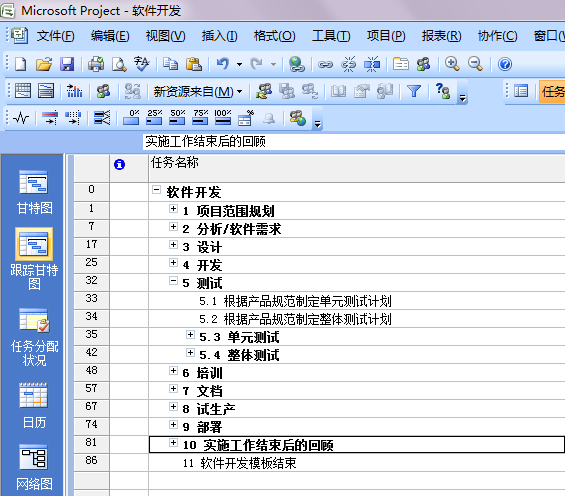 Microsoft Project - 软件开发
文件(F) 编辑(E) 视图(V) 插入(I) 格式(O) 工具(T) 项目(P) 报表(R) 协作(C) 窗口(
新资源来自(M) 任务
0% 25% 50% 75% 100%
实施工作结束后的回顾
任务名称
0 软件开发
1 1 项目范围规划
7 2 分析/软件需求
17 3 设计
25 4 开发
32 5 测试
33 5.1 根据产品规范制定单元测试计划
34 5.2 根据产品规范制定整体测试计划
35 5.3 单元测试
42 5.4 整体测试
48 6 培训
57 7 文档
67 8 试生产
74 9 部署
81 10 实施工作结束后的回顾
86 11 软件开发模板结束
甘特图
跟踪甘特
图
任务分配
状况
日历
网络图